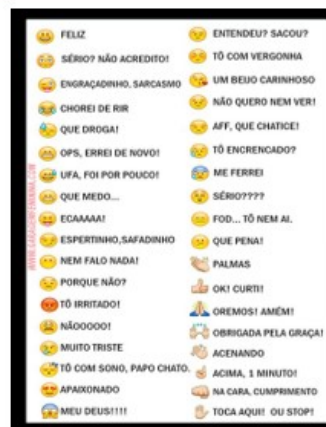 FELIZ
SÉRIO? NÃO ACREDITO!
ENGRAÇADINHO, SARCASMO
CHOREI DE RIR
QUE DROGA!
OPS, ERREI DE NOVO!
UFA, FOI POR POUCO!
QUE MEDO...
ECAAAAA!
ESPERTINHO,SAFADINHO
NEM FALO NADA!
PORQUE NÃO?
TÔ IRRITADO!
NÃOOOOO!
MUITO TRISTE
TÔ COM SONO, PAPO CHATO.
APAIXONADO
MEU DEUS!!!!
ENTENDEU? SACOU?
TÔ COM VERGONHA
UM BEIJO CARINHOSO
NÃO QUERO NEM VER!
AFF, QUE CHATICE!
TÔ ENCRENCADO?
ME FERREI
SÉRIO????
FOD... TÔ NEM AI.
QUE PENA!
PALMAS
OK! CURTI!
OREMOS! AMÉM!
OBRIGADA PELA GRAÇA!
ACENANDO
ACIMA, 1 MINUTO!
NA CARA, CUMPRIMENTO
TOCA AQUI! OU STOP!